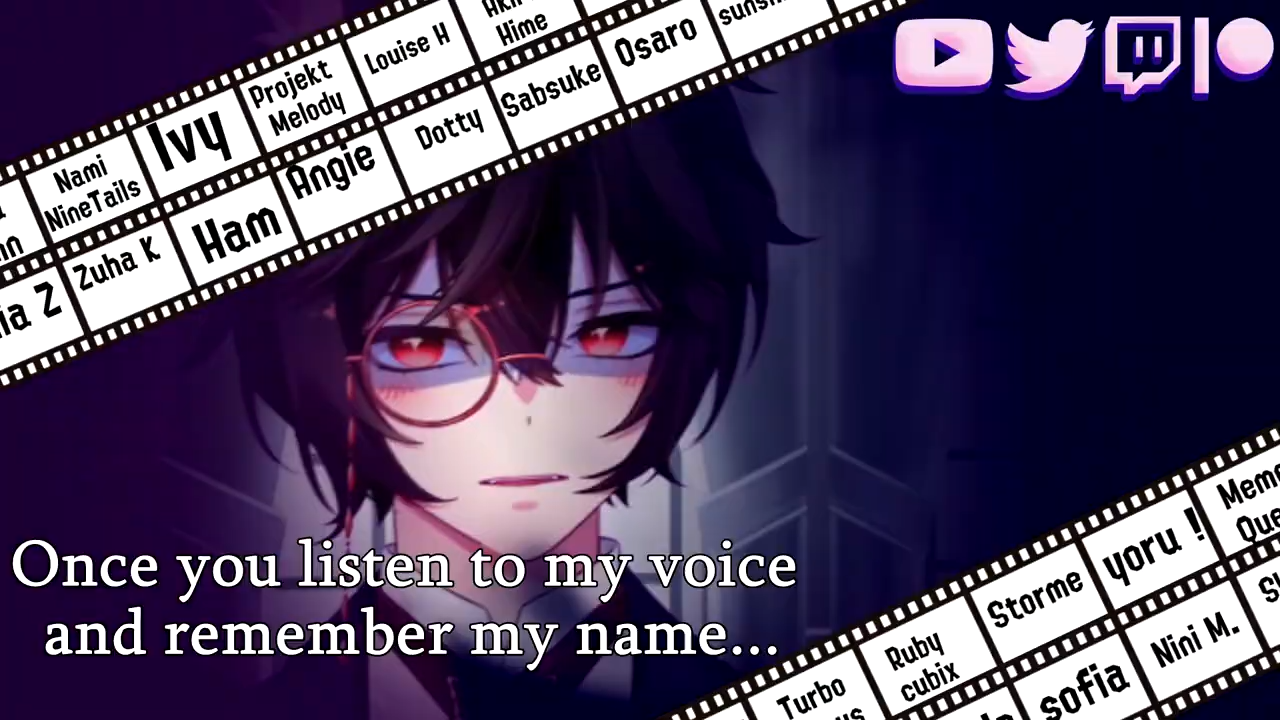 Louise H
Hime
Osaro
Projekt
Melody
Sabsuke
Ivy
Dotty
Nami
NineTails
Angie
Ham
Zuha K
Once you listen to my voice
and remember my name...
yoru !
Storme
Nini M.
Ruby
cubix
sofia
Turbo